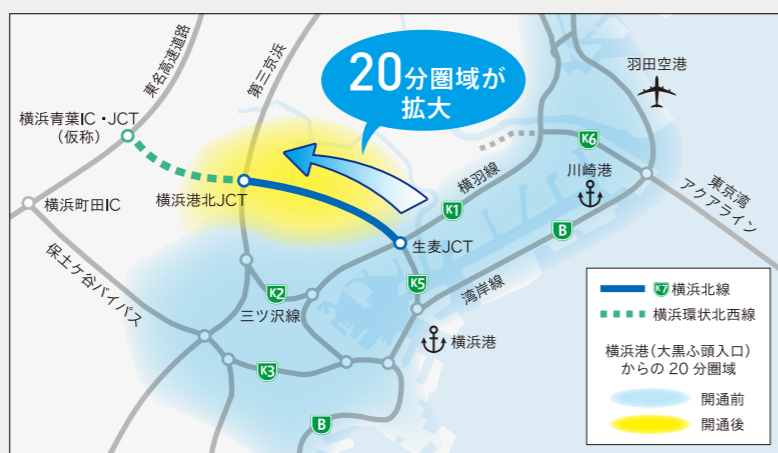 東名高速道路
第三京浜
20分圏域が
拡大
羽田空港
横浜青葉IC・JCT
(仮称)
K6
川崎港
横羽線
横浜港北JCT
横浜町田IC
K1
東京湾
アクアライン
生麦JCT
B
保土ケ谷バイパス
K2
K5
湾岸線
三ツ沢線
横浜港
K3
B
K7 横浜北線
横浜環状北西線
横浜港(大黒ふ頭入口)
からの 20 分圏域
開通前
開通後